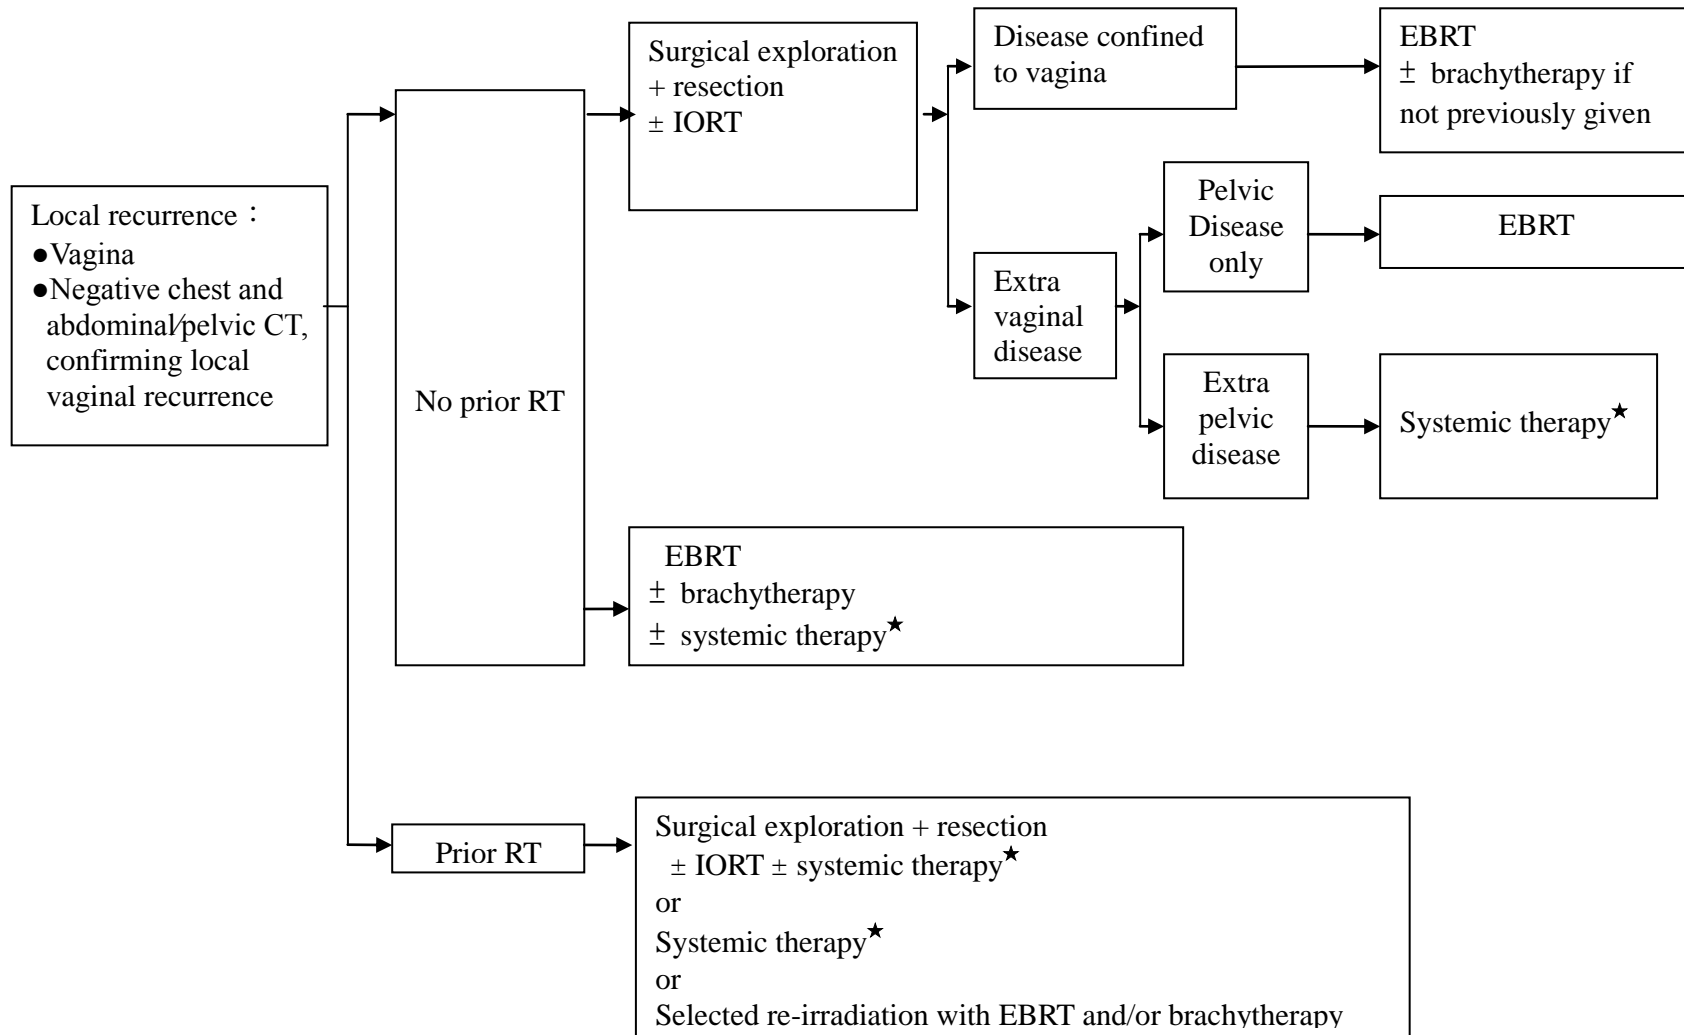 Local recurrence：
●Vagina
●Negative chest and
abdominal∕pelvic CT,
confirming local
vaginal recurrence
No prior RT
Surgical exploration
+ resection
± IORT
Disease confined
to vagina
EBRT
± brachytherapy if
not previously given
Extra
vaginal
disease
Pelvic
Disease
only
EBRT
Extra
pelvic
disease
Systemic therapy★
EBRT
± brachytherapy
± systemic therapy★
Prior RT
Surgical exploration + resection
± IORT ± systemic therapy★
or
Systemic therapy★
or
Selected re-irradiation with EBRT and/or brachytherapy